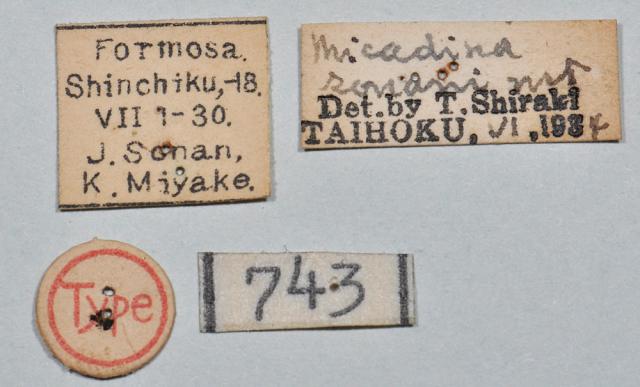 Formosa.
Shinchiku,-18.
VII 1-30.
J. Sonan,
K. Miyake.
Micadina
sonani
Det. by T. Shiraki
TAIHOKU, VI, 1934
Type
743